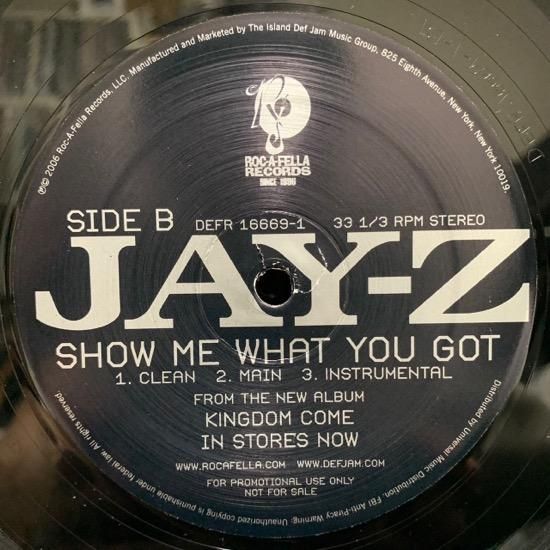 ℗© 2006 Roc-A-Fella Records, LLC. Manufactured and Marketed by The Island Def Jam Music Group, 825 Eighth Avenue, New York, New York 10019.
ROC-A-FELLA
RECORDS
SINCE 1996
SIDE B DEFR 16669-1 33 1/3 RPM STEREO
JAY-Z
SHOW ME WHAT YOU GOT
1. CLEAN 2. MAIN 3. INSTRUMENTAL
FROM THE NEW ALBUM
KINGDOM COME
IN STORES NOW
WWW.ROCAFELLA.COM WWW.DEFJAM.COM
FOR PROMOTIONAL USE ONLY
NOT FOR SALE
Distributed by Universal Music Distribution. FBI Anti-Piracy Warning: Unauthorized copying is punishable under federal law. All rights reserved.